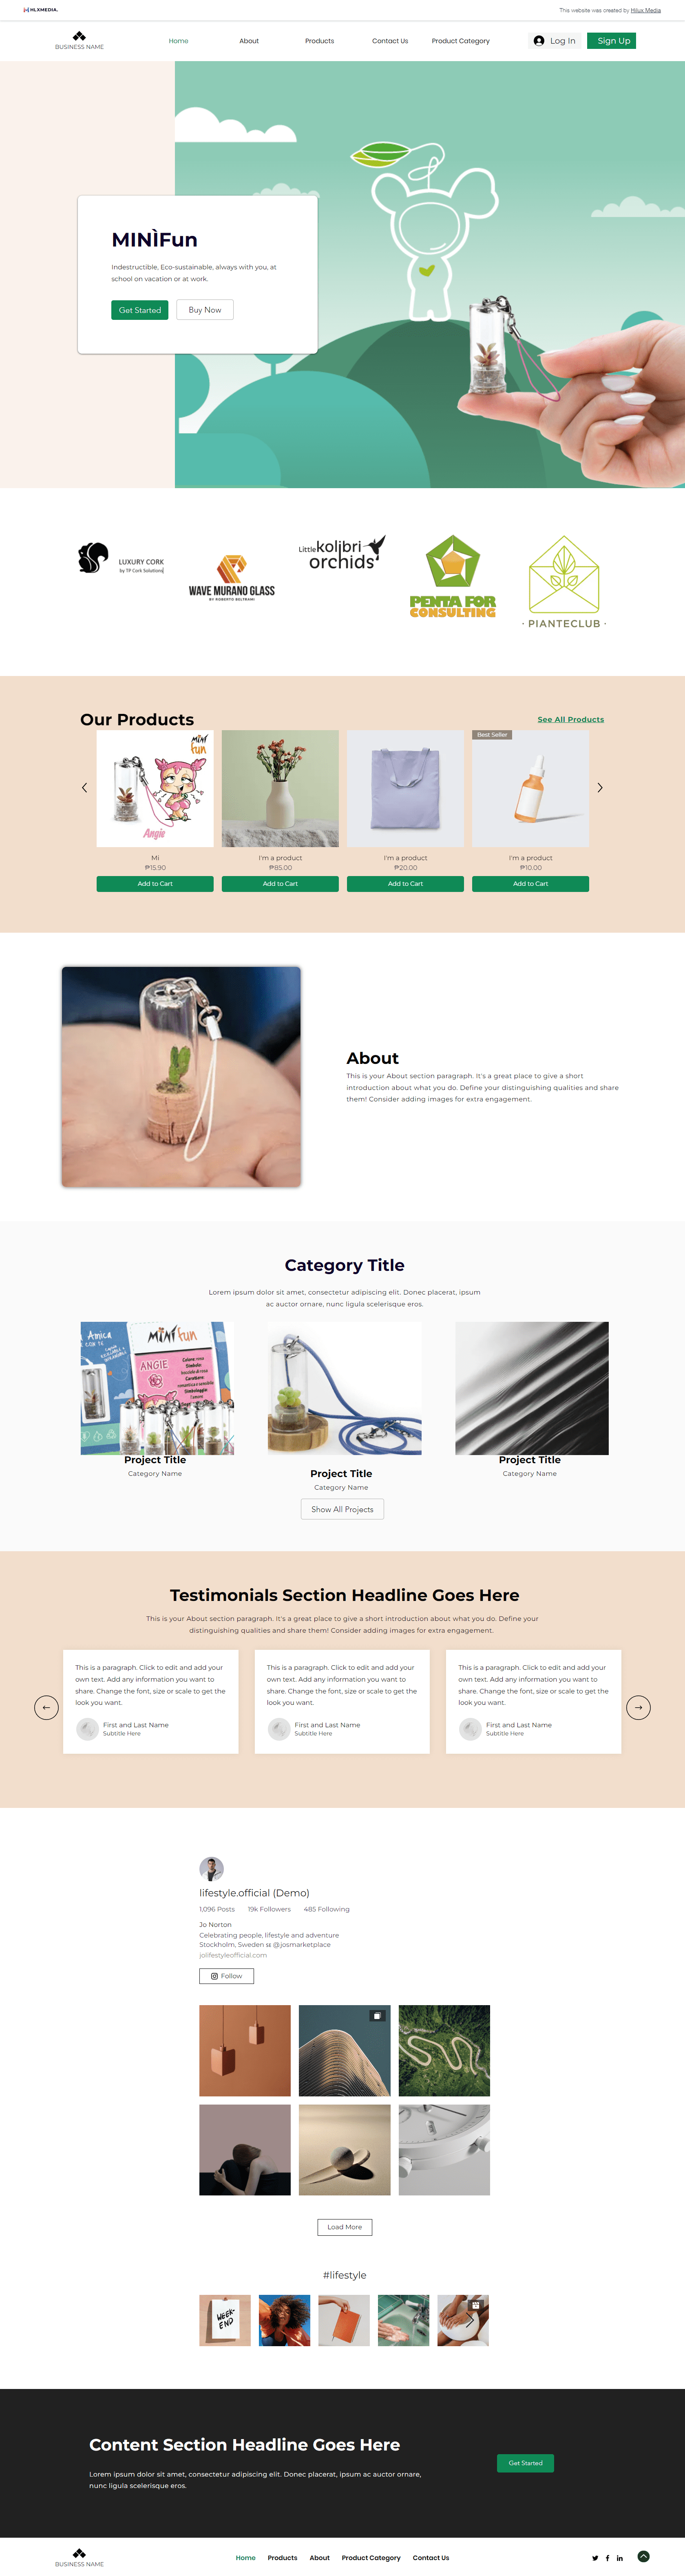 HLXMEDIA.
This website was created by Hilux Media
BUSINESS NAME
Home
About
Products
Contact Us
Product Category
Log In
Sign Up
MINÌFun
Indestructible, Eco-sustainable, always with you, at
school on vacation or at work.
Get Started
Buy Now
LUXURY CORK
by TP Cork Solutions
WAVE MURANO GLASS
BY ROBERTO BELTRAMI
Little kolibri
orchids
PENTA FOR
CONSULTING
· PIANTECLUB ·
Our Products
See All Products
MiNi
fun
Angie
Best Seller
Mi
₱15.90
Add to Cart
I'm a product
₱85.00
Add to Cart
I'm a product
₱20.00
Add to Cart
I'm a product
₱10.00
Add to Cart
About
This is your About section paragraph. It's a great place to give a short
introduction about what you do. Define your distinguishing qualities and share
them! Consider adding images for extra engagement.
Category Title
Lorem ipsum dolor sit amet, consectetur adipiscing elit. Donec placerat, ipsum
ac auctor ornare, nunc ligula scelerisque eros.
Amica
CON TE
MiNi fun
ANGIE
Project Title
Category Name
Project Title
Category Name
Project Title
Category Name
Show All Projects
Testimonials Section Headline Goes Here
This is your About section paragraph. It's a great place to give a short introduction about what you do. Define your
distinguishing qualities and share them! Consider adding images for extra engagement.
This is a paragraph. Click to edit and add your
own text. Add any information you want to
share. Change the font, size or scale to get the
look you want.
First and Last Name
Subtitle Here
This is a paragraph. Click to edit and add your
own text. Add any information you want to
share. Change the font, size or scale to get the
look you want.
First and Last Name
Subtitle Here
This is a paragraph. Click to edit and add your
own text. Add any information you want to
share. Change the font, size or scale to get the
look you want.
First and Last Name
Subtitle Here
lifestyle.official (Demo)
1,096 Posts
19k Followers
485 Following
Jo Norton
Celebrating people, lifestyle and adventure
Stockholm, Sweden 🇸🇪 @josmarketplace
jolifestyleofficial.com
Follow
Load More
#lifestyle
WEEK-
END
Content Section Headline Goes Here
Lorem ipsum dolor sit amet, consectetur adipiscing elit. Donec placerat, ipsum ac auctor ornare,
nunc ligula scelerisque eros.
Get Started
BUSINESS NAME
Home
Products
About
Product Category
Contact Us